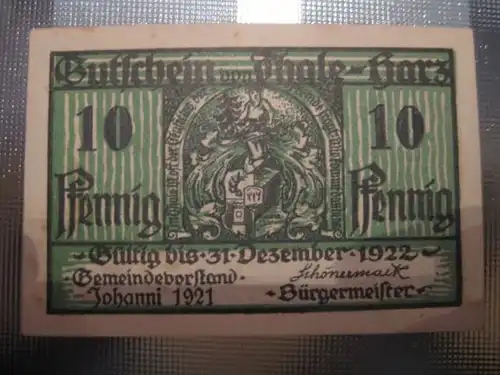 Gutschein von Thale-Harz
10 10
Pfennig Pfennig
Gültig bis 31. Dezember 1922
Gemeindevorstand
Johanni 1921
Schönermark
Bürgermeister